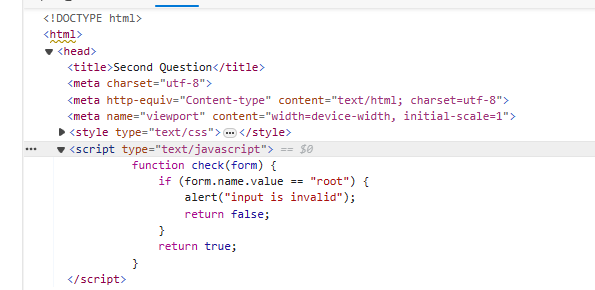 <!DOCTYPE html>
<html>
<head>
<title>Second Question</title>
<meta charset="utf-8">
<meta http-equiv="Content-type" content="text/html; charset=utf-8">
<meta name="viewport" content="width=device-width, initial-scale=1">
<style type="text/css">…</style>
… <script type="text/javascript"> == $0
function check(form) {
if (form.name.value == "root") {
alert("input is invalid");
return false;
}
return true;
}
</script>